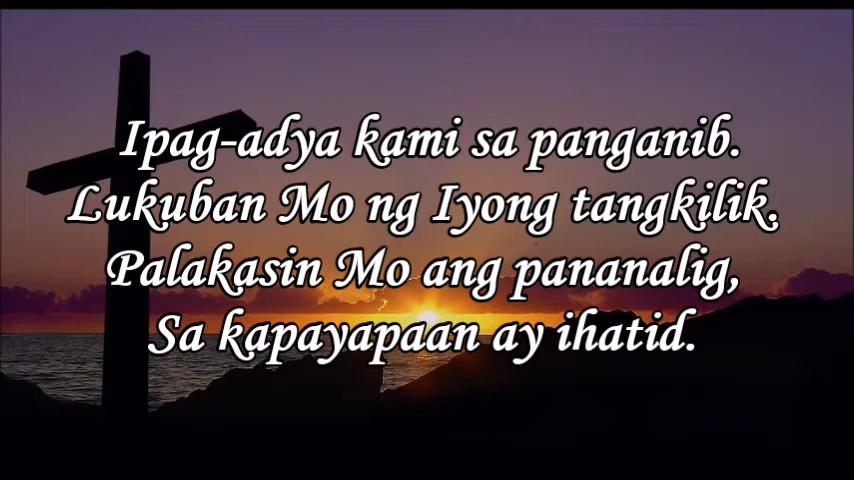 Ipag-adya kami sa panganib.
Lukuban Mo ng Iyong tangkilik.
Palakasin Mo ang pananalig,
Sa kapayapaan ay ihatid.